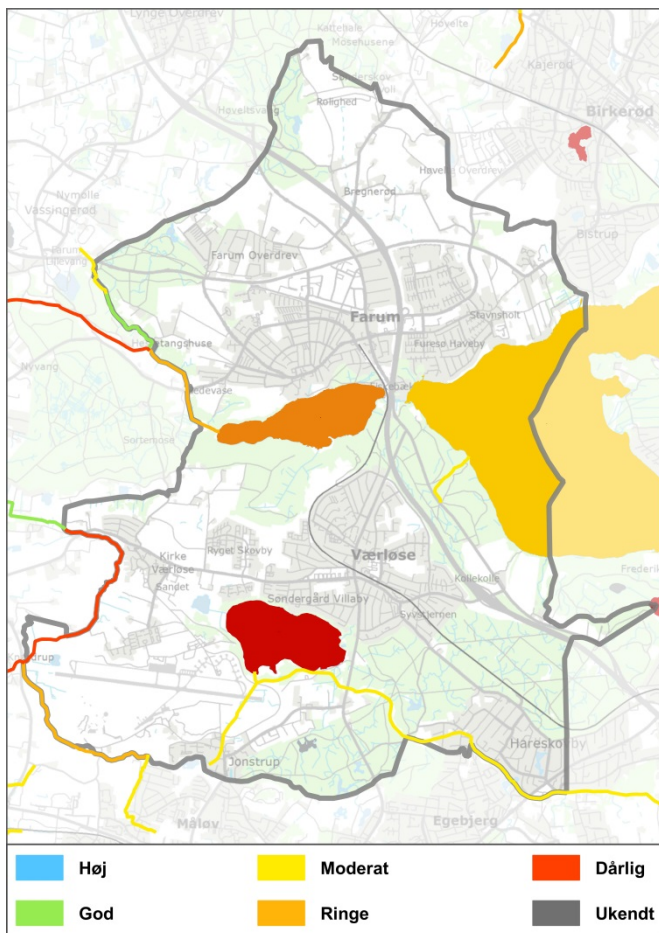 Lynge Overdrev
Kattehale
Mosehusene
Høvelte
Kajerød
Sønderskov
Rolighed
Birkerød
Hoveltsvang
Høvelte Overdrev
Bregnerød
Nymølle
Vassingerød
Bistrup
Farum
Lillevang
Farum Overdrev
Farum
Stavnsholt
Furesø Haveby
Nyvang
Sortemose
Kirke
Værløse
Ryget Skovby
Værløse
Sandet
Kollekolle
Frederik
Søndergård Villaby
Syvstjernen
Jonstrup
Hareskovby
Måløv
Egebjerg
Høj
Moderat
Dårlig
God
Ringe
Ukendt